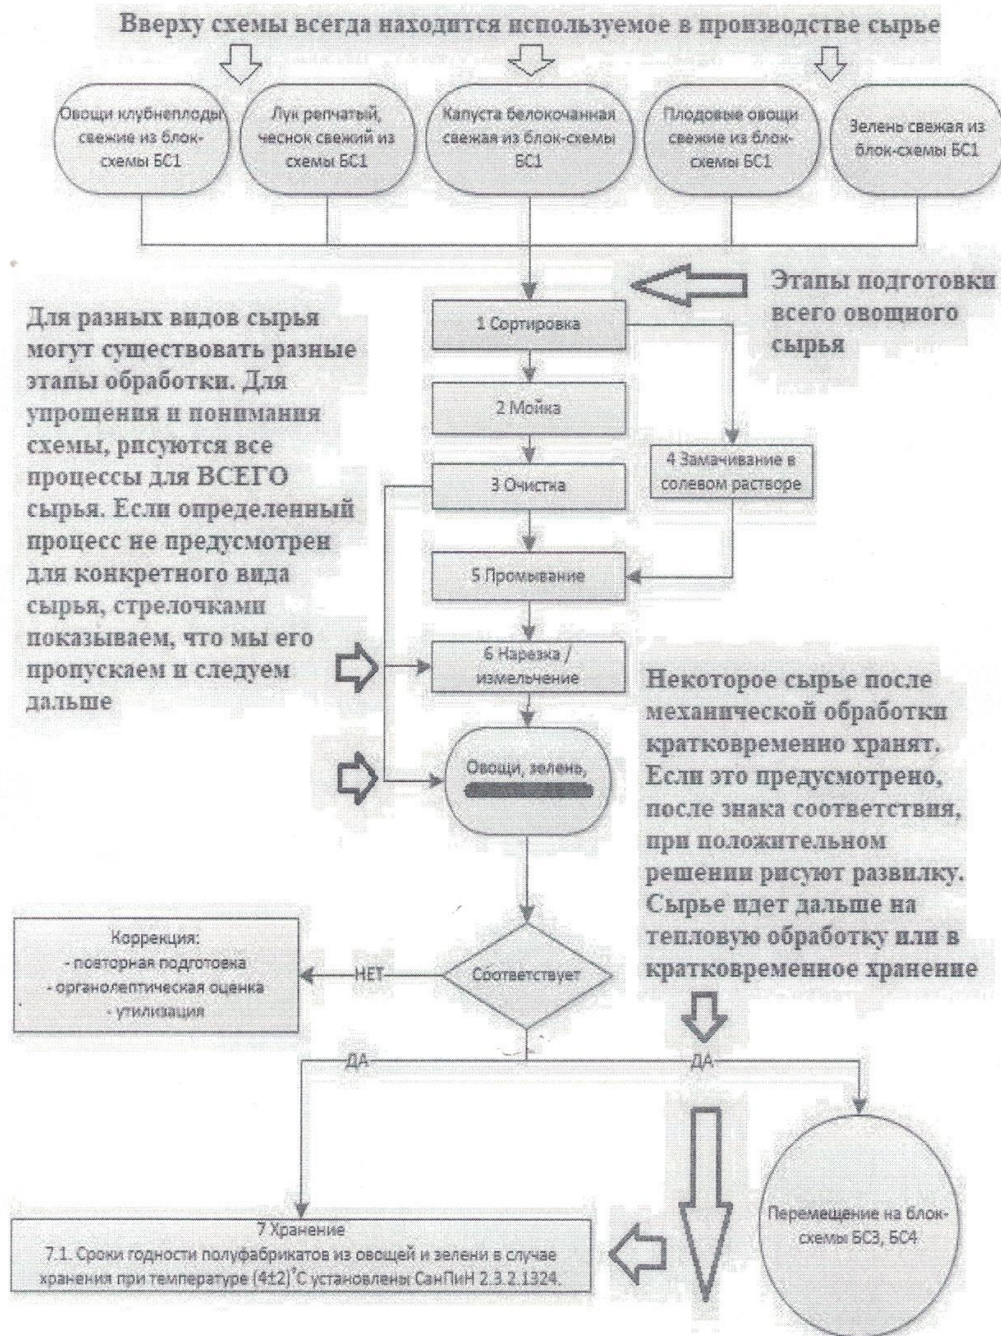 Вверху схемы всегда находится используемое в производстве сырье
Овощи клубнеплоды
свежие из блок-
схемы БС1
Лук репчатый,
чеснок свежий из
схемы БС1
Капуста белокочанная
свежая из блок-схемы
БС1
Плодовые овощи
свежие из блок-
схемы БС1
Зелень свежая из
блок-схемы БС1
Этапы подготовки
всего овощного
сырья
Для разных видов сырья
могут существовать разные
этапы обработки. Для
упрощения и понимания
схемы, рисуются все
процессы для ВСЕГО
сырья. Если определенный
процесс не предусмотрен
для конкретного вида
сырья, стрелочками
показываем, что мы его
пропускаем и следуем
дальше
1 Сортировка
2 Мойка
3 Очистка
4 Замачивание в
солевом растворе
5 Промывание
6 Нарезка /
измельчение
Овощи, зелень,
Некоторое сырье после
механической обработки
кратковременно хранят.
Если это предусмотрено,
после знака соответствия,
при положительном
решении рисуют развилку.
Сырье идет дальше на
тепловую обработку или в
кратковременное хранение
Соответствует
НЕТ
Коррекция:
- повторная подготовка
- органолептическая оценка
- утилизация
ДА
ДА
7 Хранение
7.1. Сроки годности полуфабрикатов из овощей и зелени в случае
хранения при температуре (4±2)°С установлены СанПиН 2.3.2.1324.
Перемещение на блок-
схемы БС3, БС4